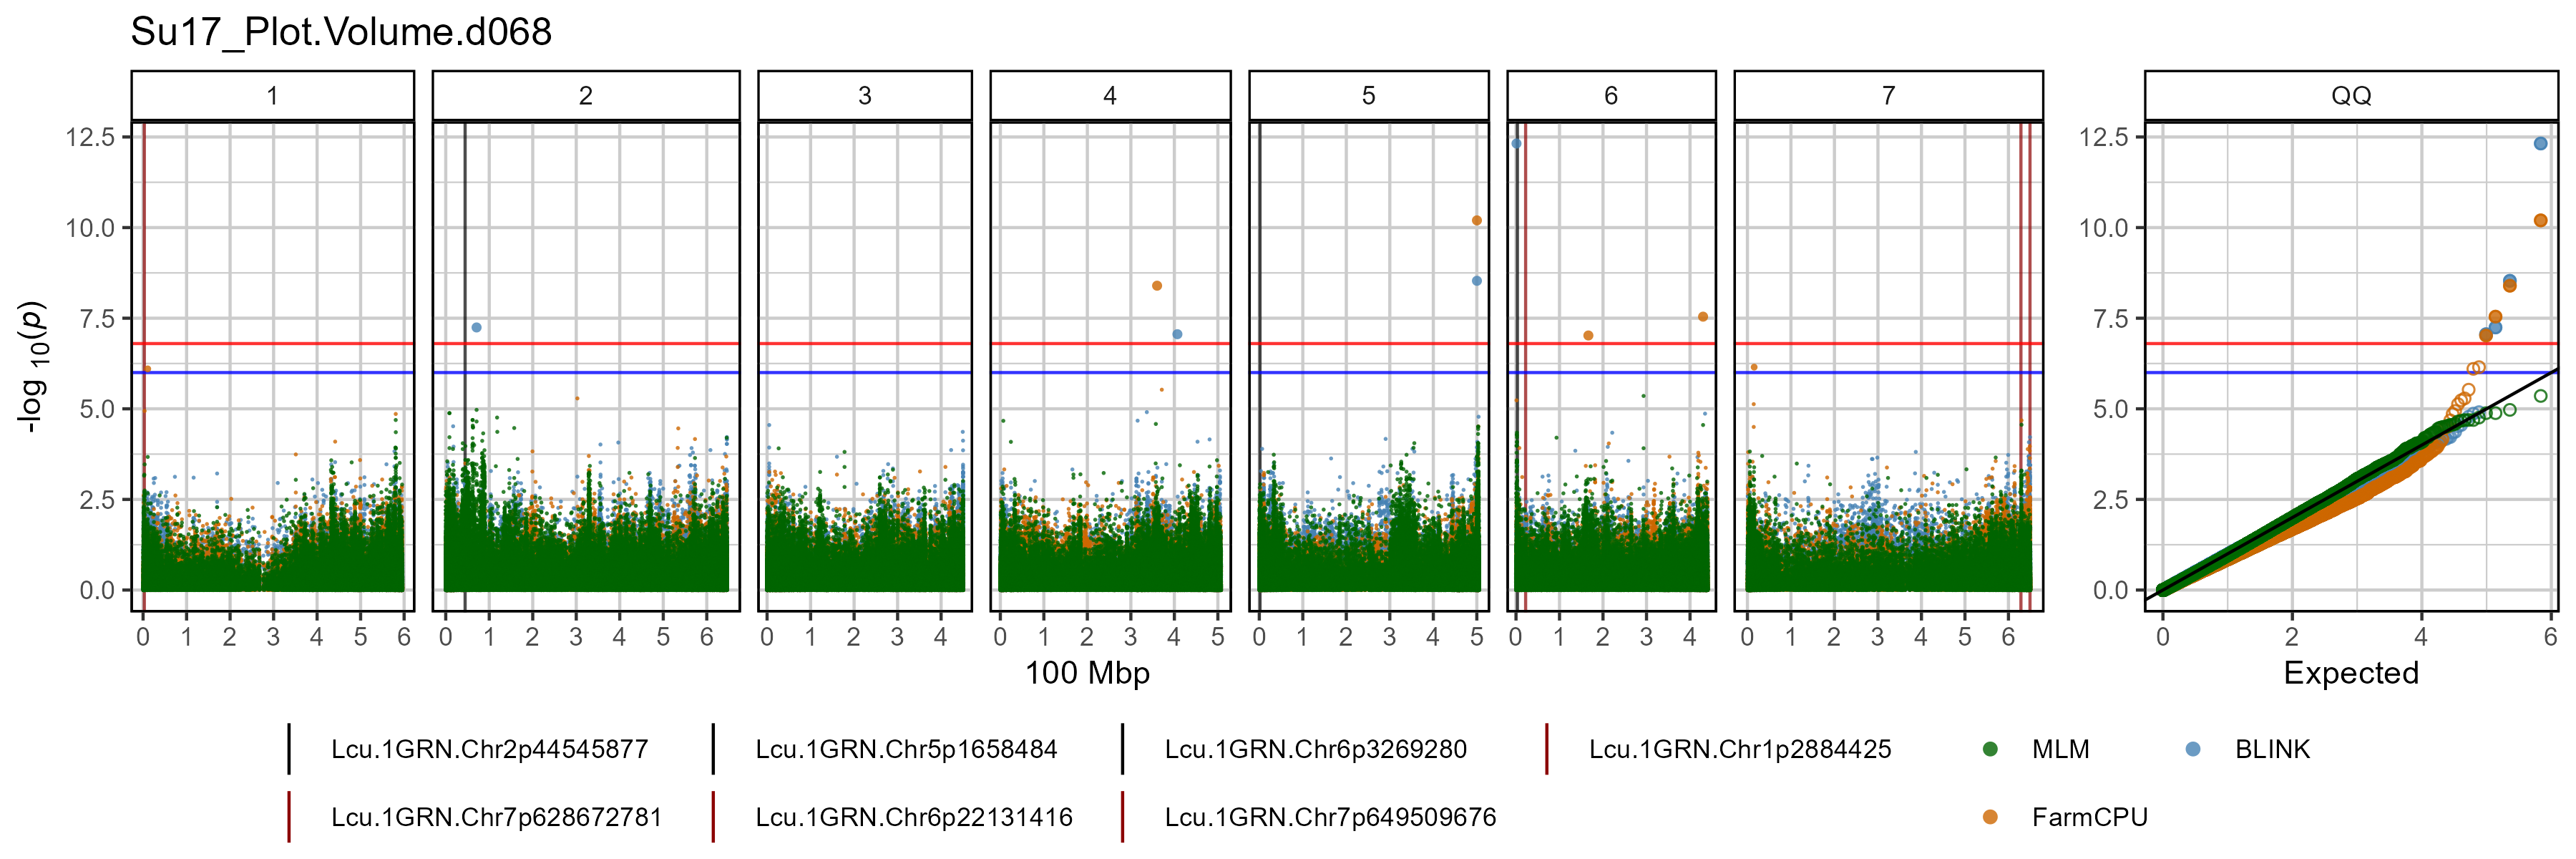 Su17_Plot.Volume.d068
1 2 3 4 5 6 7 QQ
12.5 12.5
10.0 10.0
7.5 7.5
5.0 5.0
2.5 2.5
0.0 0.0
-log 10(p)
0 1 2 3 4 5 6 0 1 2 3 4 5 6 0 1 2 3 4 0 1 2 3 4 5 0 1 2 3 4 5 0 1 2 3 4 0 1 2 3 4 5 6 0 2 4 6
100 Mbp Expected
Lcu.1GRN.Chr2p44545877 Lcu.1GRN.Chr5p1658484 Lcu.1GRN.Chr6p3269280 Lcu.1GRN.Chr1p2884425 MLM BLINK
Lcu.1GRN.Chr7p628672781 Lcu.1GRN.Chr6p22131416 Lcu.1GRN.Chr7p649509676 FarmCPU